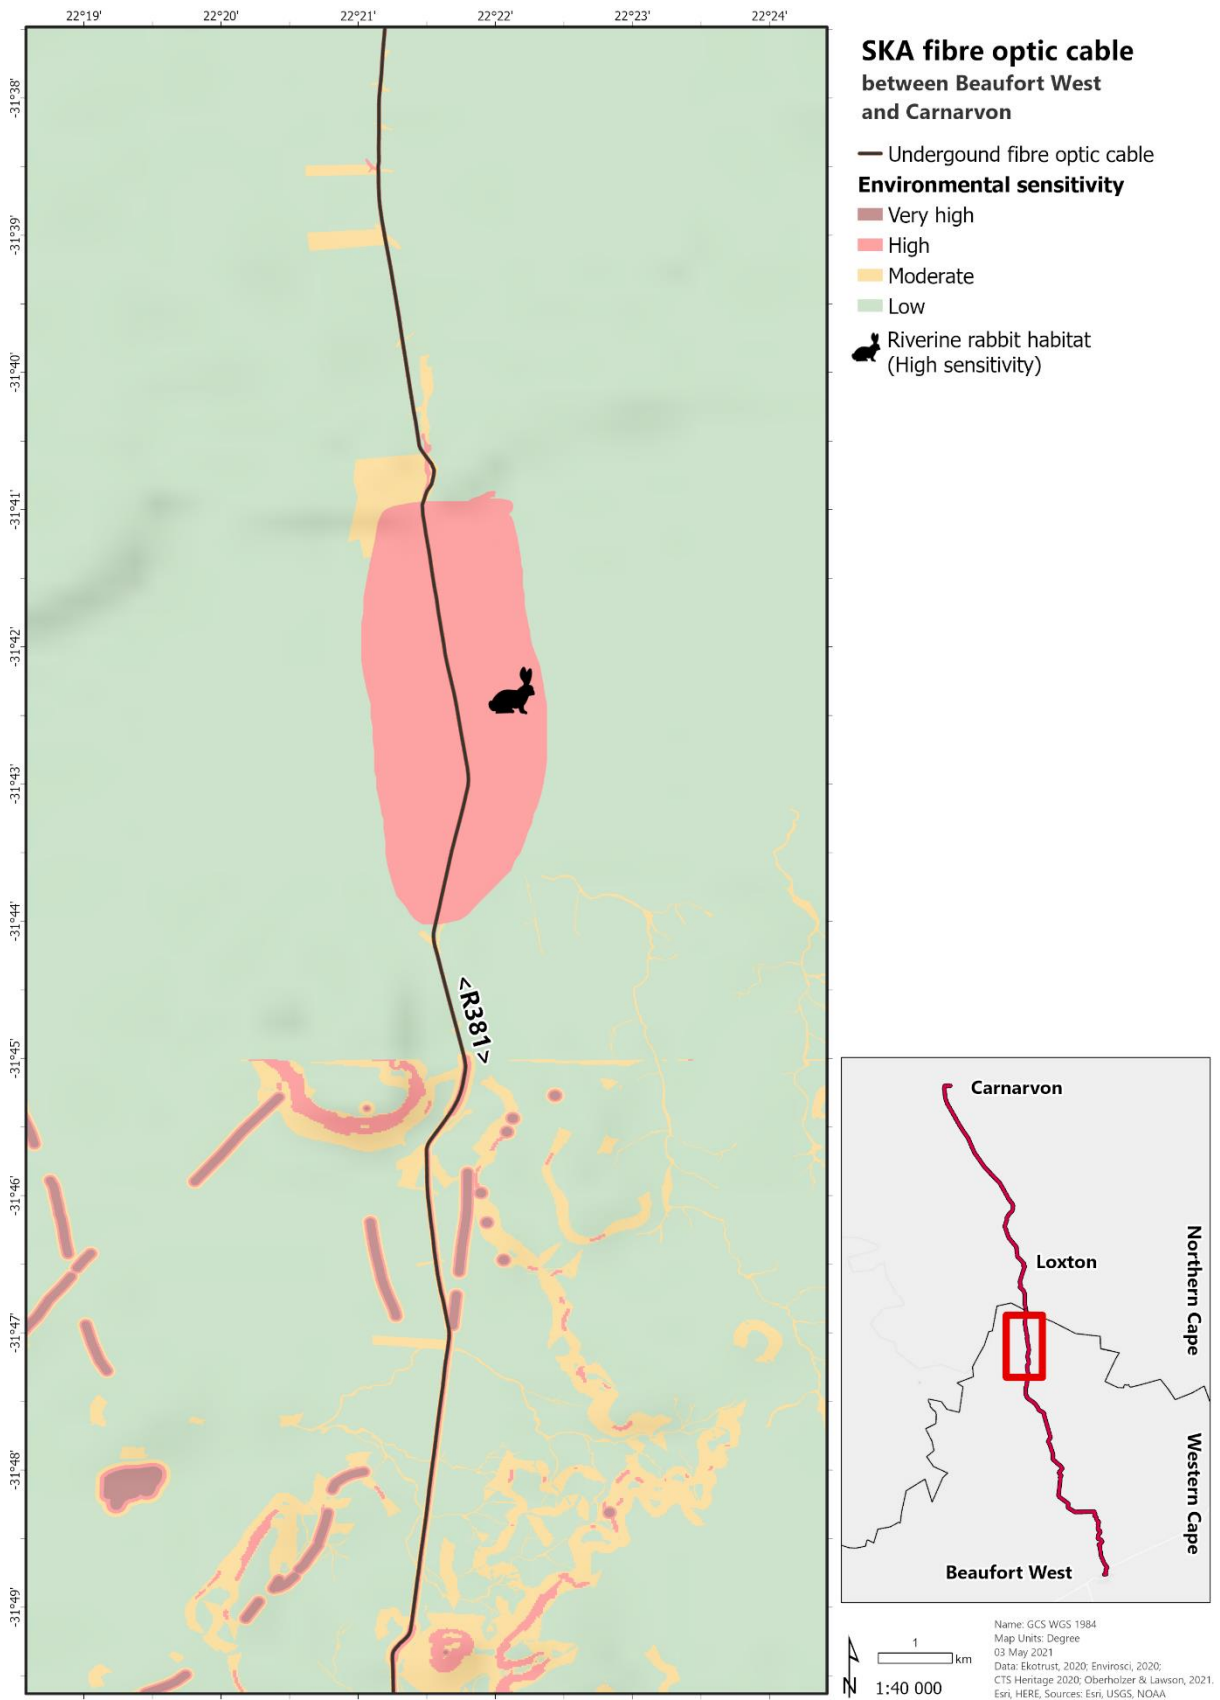 22°19' 22°20' 22°21' 22°22' 22°23' 22°24'
-31°38'
-31°39'
-31°40'
-31°41'
-31°42'
-31°43'
-31°44'
-31°45'
-31°46'
-31°47'
-31°48'
-31°49'
<R381>
SKA fibre optic cable
between Beaufort West
and Carnarvon
Undergound fibre optic cable
Environmental sensitivity
Very high
High
Moderate
Low
Riverine rabbit habitat
(High sensitivity)
Carnarvon
Loxton
Northern Cape
Western Cape
Beaufort West
N
1
km
1:40 000
Name: GCS WGS 1984
Map Units: Degree
03 May 2021
Data: Ekotrust, 2020; Envirosci, 2020;
CTS Heritage 2020; Oberholzer & Lawson, 2021.
Esri, HERE, Sources: Esri, USGS, NOAA